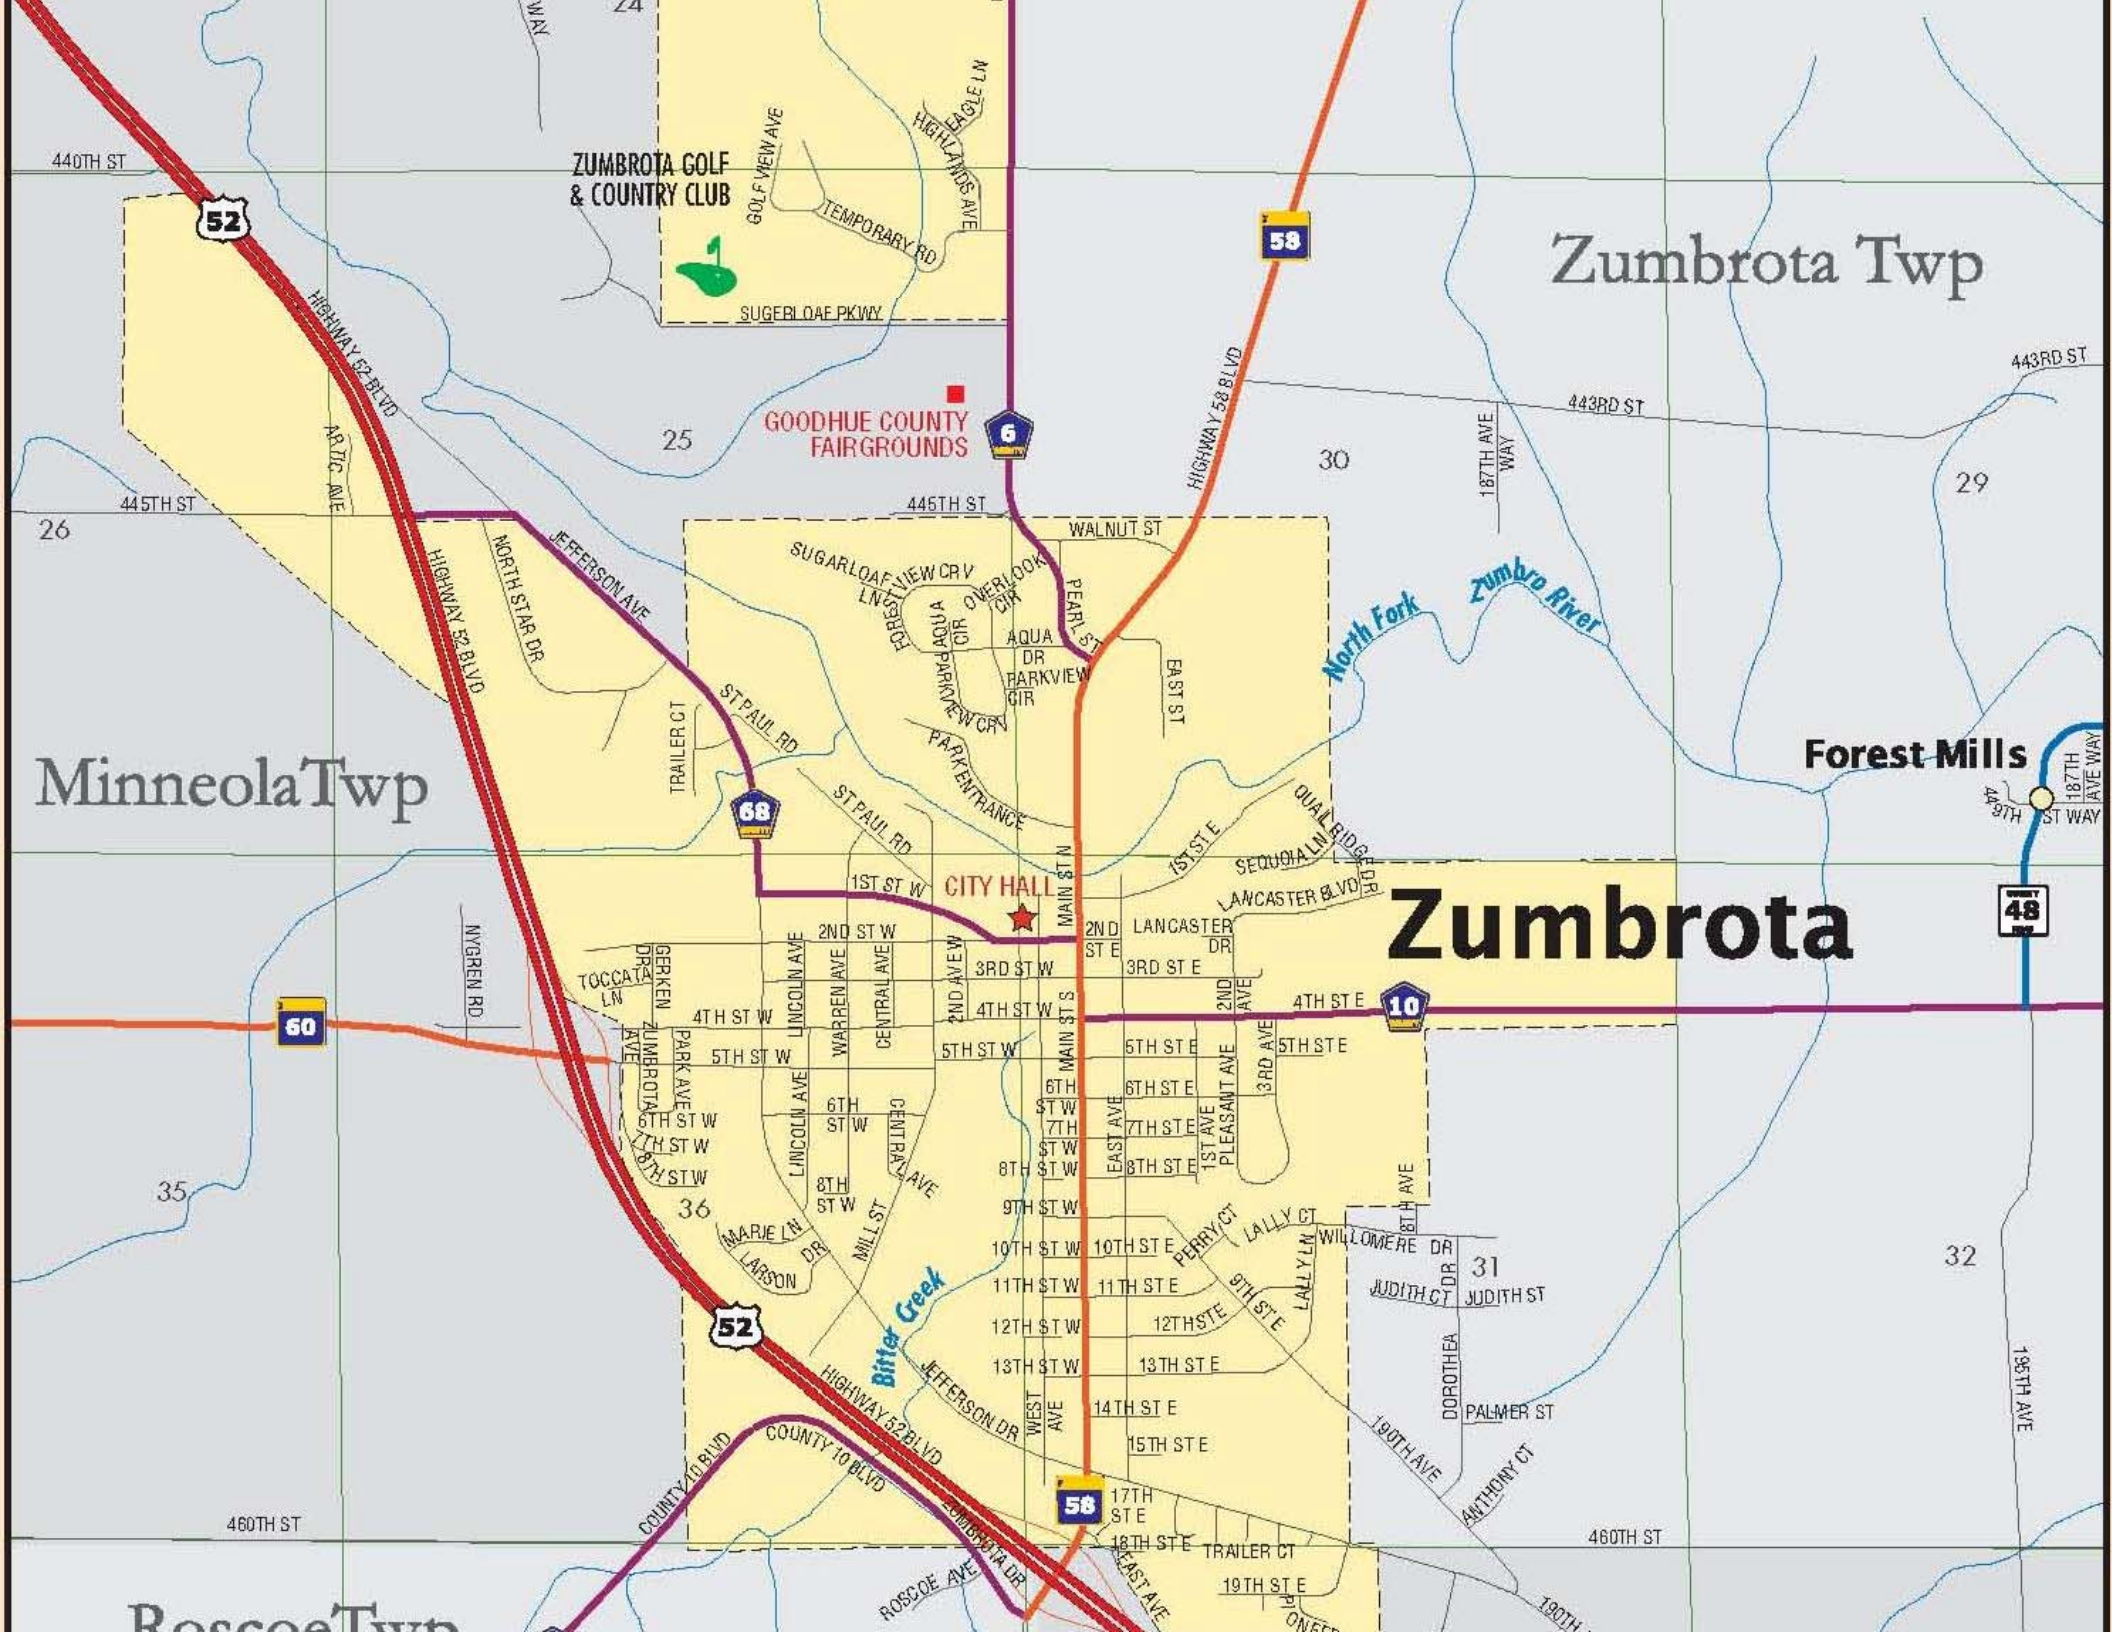 24
WAY
EAGLE LN
HIGHLANDS AVE
GOLF VIEW AVE
440TH ST
ZUMBROTA GOLF
& COUNTRY CLUB
TEMPORARY RD
52
58
Zumbrota Twp
SUGERLOAF PKWY
HIGHWAY 52 BLVD
HIGHWAY 58 BLVD
443RD ST
443RD ST
GOODHUE COUNTY
FAIRGROUNDS
6
25
30
187TH AVE
WAY
29
ARTIC AVE
445TH ST
445TH ST
26
WALNUT ST
JEFFERSON AVE
NORTH STAR DR
HIGHWAY 52 BLVD
SUGARLOAF VIEW CRV
FOREST
LN
OVERLOOK
CIR
AQUA
CIR
PEARL ST
AQUA
DR
PARKVIEW
CIR
PARKVIEW CRV
EAST ST
North Fork
Zumbro River
ST PAUL RD
TRAILER CT
PARK ENTRANCE
Minneola Twp
Forest Mills
187TH
AVE WAY
449TH
ST WAY
68
ST PAUL RD
QUAIL RIDGE DR
1ST ST E
SEQUOIA LN
LANCASTER BLVD
MAIN ST N
1ST ST W
CITY HALL
Zumbrota
48
NYGREN RD
2ND ST W
2ND
ST E
LANCASTER
DR
GERKEN
DR
TOCCATA
LN
LINCOLN AVE
WARREN AVE
CENTRAL AVE
2ND AVE W
3RD ST W
3RD ST E
2ND
AVE
4TH ST E
10
60
4TH ST W
4TH ST W
MAIN ST S
5TH ST W
5TH ST W
5TH ST E
5TH ST E
ZUMBROTA
AVE
PARK AVE
3RD AVE
6TH
ST W
6TH
ST W
6TH ST E
6TH ST W
LINCOLN AVE
CENTRAL AVE
EAST AVE
1ST AVE
PLEASANT AVE
7TH
ST W
7TH ST E
7TH ST W
8TH ST W
8TH
ST W
8TH ST W
8TH ST E
8TH AVE
35
36
9TH ST W
MARIE LN
LARSON
DR
MILL ST
PERRY CT
LALLY CT
WILLOMERE DR
32
31
10TH ST W
10TH ST E
11TH ST W
11TH ST E
9TH ST E
LALLY LN
JUDITH CT
JUDITH ST
DOROTHEA
DR
Bitter Creek
52
12TH ST W
12TH ST E
13TH ST W
13TH ST E
195TH AVE
HIGHWAY 52 BLVD
JEFFERSON DR
WEST
AVE
14TH ST E
PALMER ST
15TH ST E
190TH AVE
ANTHONY CT
COUNTY 10 BLVD
COUNTY 10 BLVD
58
17TH
ST E
460TH ST
460TH ST
18TH ST E
TRAILER CT
ZUMBROTA DR
ROSCOE AVE
EAST AVE
19TH ST E
190TH
Roscoe Twp